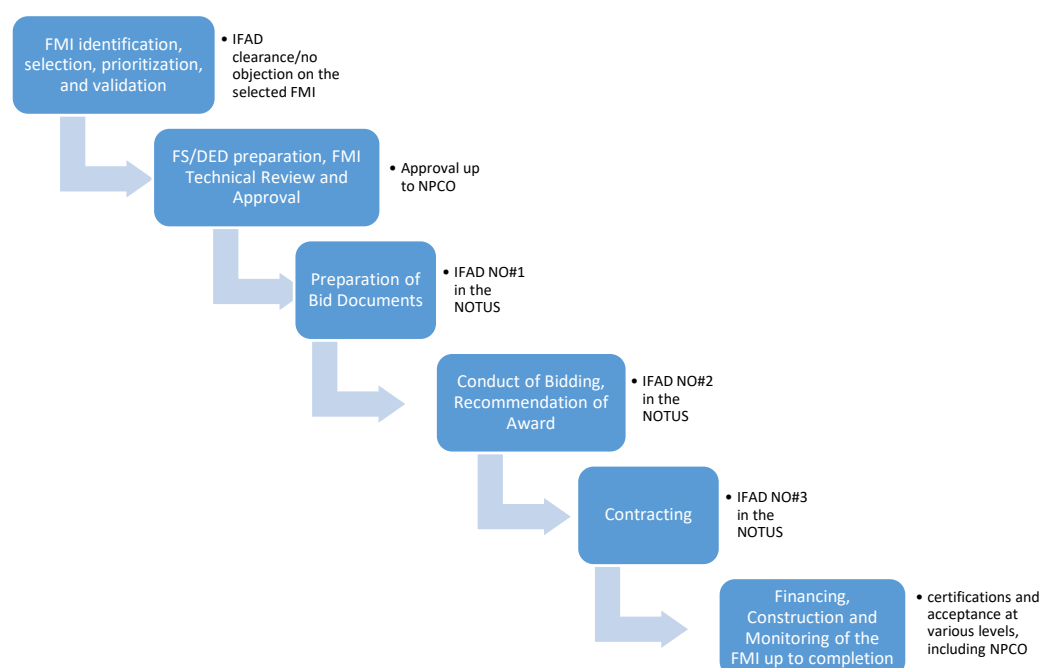 FMI identification,
selection, prioritization,
and validation
• IFAD
clearance/no
objection on the
selected FMI
FS/DED preparation, FMI
Technical Review and
Approval
• Approval up
to NPCO
Preparation of
Bid Documents
• IFAD NO#1
in the
NOTUS
Conduct of Bidding,
Recommendation of
Award
• IFAD NO#2
in the
NOTUS
Contracting
• IFAD NO#3
in the
NOTUS
Financing,
Construction and
Monitoring of the
FMI up to completion
• certifications and
acceptance at
various levels,
including NPCO